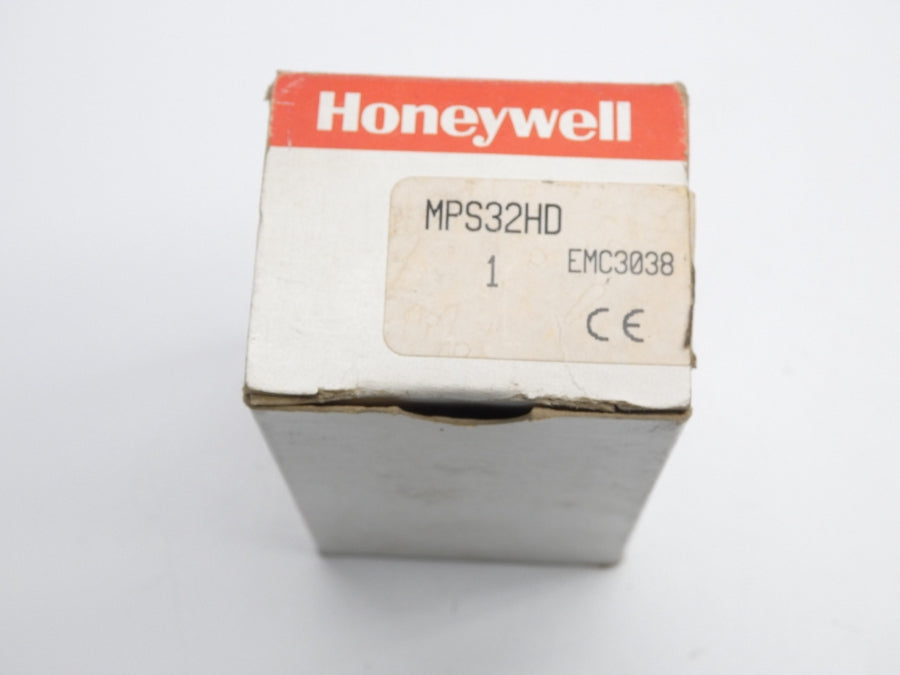 Honeywell
MPS32HD
1 EMC3038
CE